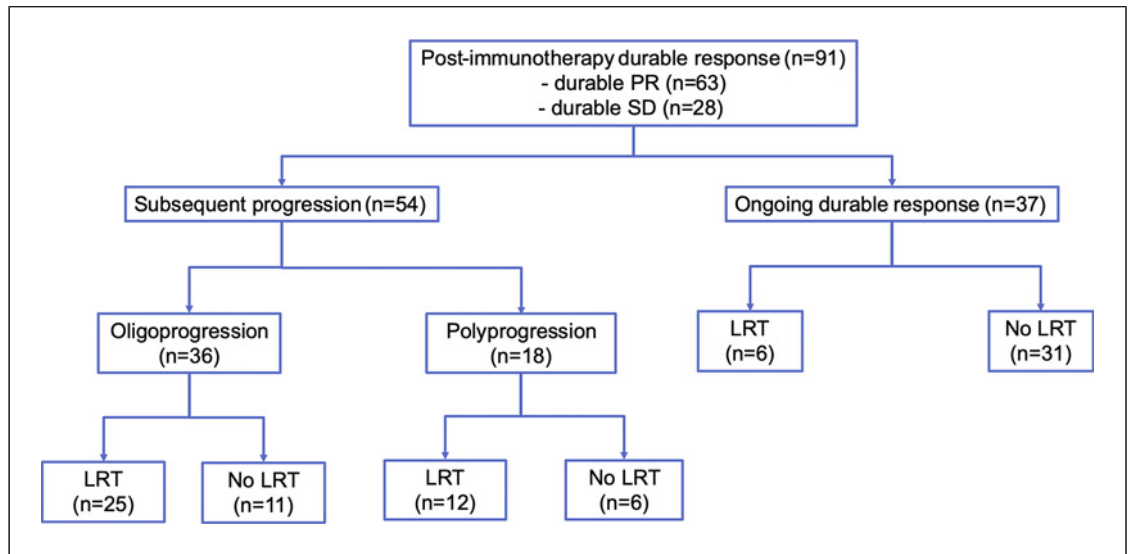 Post-immunotherapy durable response (n=91)
- durable PR (n=63)
- durable SD (n=28)
Subsequent progression (n=54)
Ongoing durable response (n=37)
Oligoprogression
(n=36)
Polyprogression
(n=18)
LRT
(n=6)
No LRT
(n=31)
LRT
(n=25)
No LRT
(n=11)
LRT
(n=12)
No LRT
(n=6)